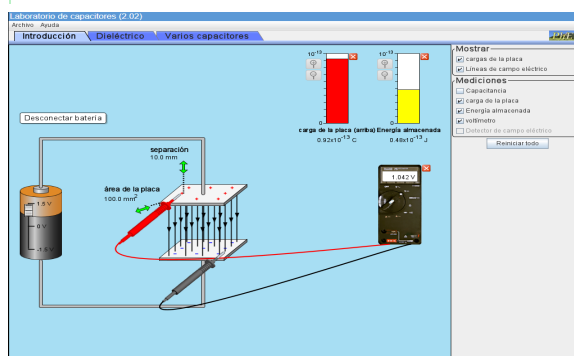 Laboratorio de capacitores (2.02)
Archivo Ayuda
Introducción Dieléctrico Varios capacitores
Mostrar
cargas de la placa
Líneas de campo eléctrico
Mediciones
Capacitancia
carga de la placa
Energía almacenada
voltímetro
Detector de campo eléctrico
Reiniciar todo
10⁻¹³ 10⁻¹³
0 0
carga de la placa (arriba) Energía almacenada
0.92x10⁻¹³ C 0.48x10⁻¹³ J
Desconectar batería
separación
10.0 mm
área de la placa
100.0 mm²
1.5 V
0 V
-1.5 V
1.042 V